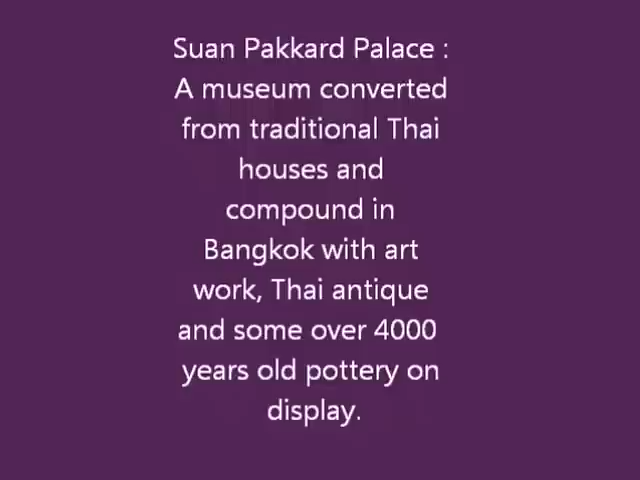 Suan Pakkard Palace :
A museum converted
from traditional Thai
houses and
compound in
Bangkok with art
work, Thai antique
and some over 4000
years old pottery on
display.